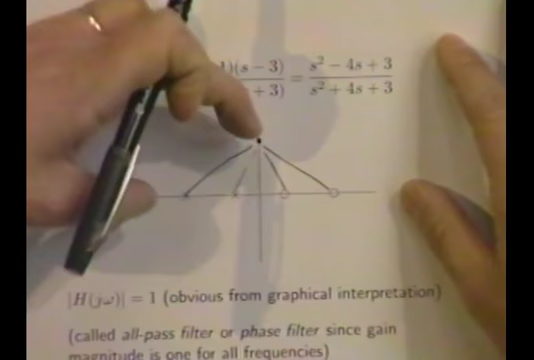 )(s − 3) / + 3) = s² − 4s + 3 / s² + 4s + 3
|H(jω)| = 1 (obvious from graphical interpretation)
(called all-pass filter or phase filter since gain
magnitude is one for all frequencies)